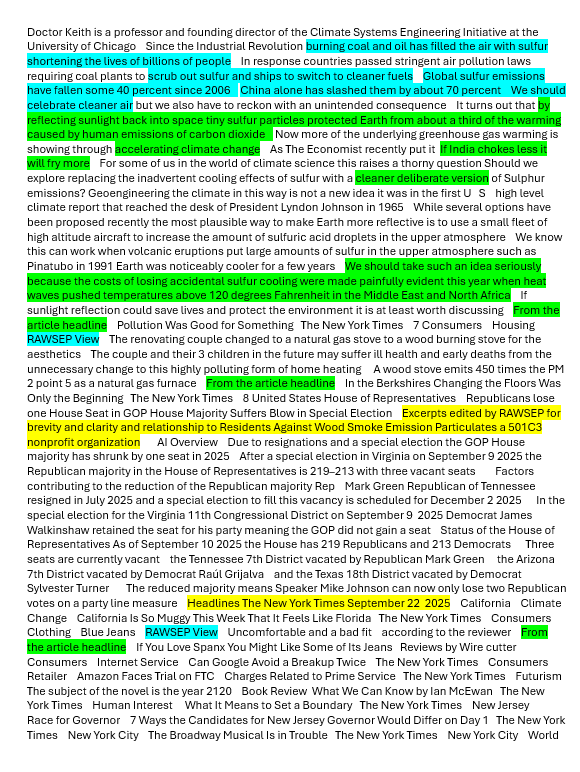 Doctor Keith is a professor and founding director of the Climate Systems Engineering Initiative at the
University of Chicago Since the Industrial Revolution burning coal and oil has filled the air with sulfur
shortening the lives of billions of people In response countries passed stringent air pollution laws
requiring coal plants to scrub out sulfur and ships to switch to cleaner fuels Global sulfur emissions
have fallen some 40 percent since 2006 China alone has slashed them by about 70 percent We should
celebrate cleaner air but we also have to reckon with an unintended consequence It turns out that by
reflecting sunlight back into space tiny sulfur particles protected Earth from about a third of the warming
caused by human emissions of carbon dioxide Now more of the underlying greenhouse gas warming is
showing through accelerating climate change As The Economist recently put it If India chokes less it
will fry more For some of us in the world of climate science this raises a thorny question Should we
explore replacing the inadvertent cooling effects of sulfur with a cleaner deliberate version of Sulphur
emissions? Geoengineering the climate in this way is not a new idea it was in the first U S high level
climate report that reached the desk of President Lyndon Johnson in 1965 While several options have
been proposed recently the most plausible way to make Earth more reflective is to use a small fleet of
high altitude aircraft to increase the amount of sulfuric acid droplets in the upper atmosphere We know
this can work when volcanic eruptions put large amounts of sulfur in the upper atmosphere such as
Pinatubo in 1991 Earth was noticeably cooler for a few years We should take such an idea seriously
because the costs of losing accidental sulfur cooling were made painfully evident this year when heat
waves pushed temperatures above 120 degrees Fahrenheit in the Middle East and North Africa If
sunlight reflection could save lives and protect the environment it is at least worth discussing From the
article headline Pollution Was Good for Something The New York Times 7 Consumers Housing
RAWSEP View The renovating couple changed to a natural gas stove to a wood burning stove for the
aesthetics The couple and their 3 children in the future may suffer ill health and early deaths from the
unnecessary change to this highly polluting form of home heating A wood stove emits 450 times the PM
2 point 5 as a natural gas furnace From the article headline In the Berkshires Changing the Floors Was
Only the Beginning The New York Times 8 United States House of Representatives Republicans lose
one House Seat in GOP House Majority Suffers Blow in Special Election Excerpts edited by RAWSEP for
brevity and clarity and relationship to Residents Against Wood Smoke Emission Particulates a 501C3
nonprofit organization AI Overview Due to resignations and a special election the GOP House
majority has shrunk by one seat in 2025 After a special election in Virginia on September 9 2025 the
Republican majority in the House of Representatives is 219–213 with three vacant seats Factors
contributing to the reduction of the Republican majority Rep Mark Green Republican of Tennessee
resigned in July 2025 and a special election to fill this vacancy is scheduled for December 2 2025 In the
special election for the Virginia 11th Congressional District on September 9 2025 Democrat James
Walkinshaw retained the seat for his party meaning the GOP did not gain a seat Status of the House of
Representatives As of September 10 2025 the House has 219 Republicans and 213 Democrats Three
seats are currently vacant the Tennessee 7th District vacated by Republican Mark Green the Arizona
7th District vacated by Democrat Raúl Grijalva and the Texas 18th District vacated by Democrat
Sylvester Turner The reduced majority means Speaker Mike Johnson can now only lose two Republican
votes on a party line measure Headlines The New York Times September 22 2025 California Climate
Change California Is So Muggy This Week That It Feels Like Florida The New York Times Consumers
Clothing Blue Jeans RAWSEP View Uncomfortable and a bad fit according to the reviewer From
the article headline If You Love Spanx You Might Like Some of Its Jeans Reviews by Wire cutter
Consumers Internet Service Can Google Avoid a Breakup Twice The New York Times Consumers
Retailer Amazon Faces Trial on FTC Charges Related to Prime Service The New York Times Futurism
The subject of the novel is the year 2120 Book Review What We Can Know by Ian McEwan The New
York Times Human Interest What It Means to Set a Boundary The New York Times New Jersey
Race for Governor 7 Ways the Candidates for New Jersey Governor Would Differ on Day 1 The New York
Times New York City The Broadway Musical Is in Trouble The New York Times New York City World